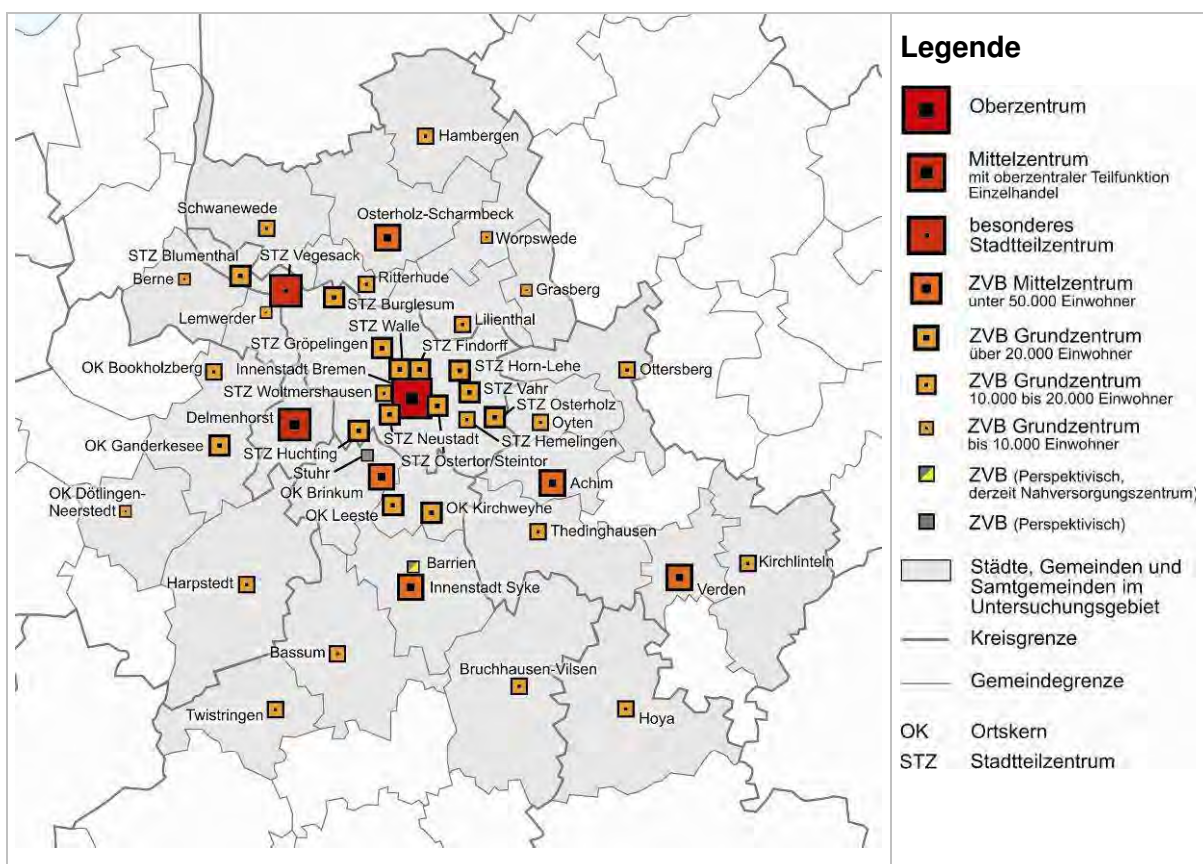 Hambergen
Schwanewede
Osterholz-Scharmbeck
Worpswede
STZ Blumenthal
STZ Vegesack
Berne
Ritterhude
Grasberg
STZ Burglesum
Lemwerder
STZ Walle
Lilienthal
STZ Gröpelingen
STZ Findorff
OK Bookholzberg
Innenstadt Bremen
STZ Horn-Lehe
Ottersberg
STZ Woltmershausen
STZ Vahr
Delmenhorst
STZ Osterholz
Oyten
OK Ganderkesee
STZ Huchting
STZ Neustadt
STZ Hemelingen
Stuhr
STZ Ostertor/Steintor
OK Brinkum
Achim
OK Dötlingen-
Neerstedt
OK Leeste
OK Kirchweyhe
Thedinghausen
Barrien
Kirchlinteln
Harpstedt
Innenstadt Syke
Verden
Bassum
Bruchhausen-Vilsen
Twistringen
Hoya
Legende
Oberzentrum
Mittelzentrum
mit oberzentraler Teilfunktion
Einzelhandel
besonderes
Stadtteilzentrum
ZVB Mittelzentrum
unter 50.000 Einwohner
ZVB Grundzentrum
über 20.000 Einwohner
ZVB Grundzentrum
10.000 bis 20.000 Einwohner
ZVB Grundzentrum
bis 10.000 Einwohner
ZVB (Perspektivisch,
derzeit Nahversorgungszentrum)
ZVB (Perspektivisch)
Städte, Gemeinden und
Samtgemeinden im
Untersuchungsgebiet
Kreisgrenze
Gemeindegrenze
OK Ortskern
STZ Stadtteilzentrum